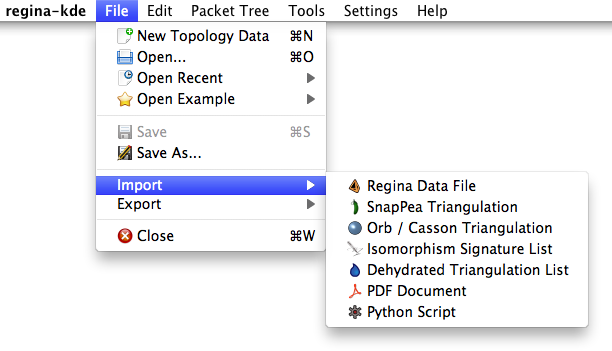 regina-kde File Edit Packet Tree Tools Settings Help
New Topology Data ⌘N
Open... ⌘O
Open Recent
Open Example
Save ⌘S
Save As...
Import
Export
Close ⌘W
Regina Data File
SnapPea Triangulation
Orb / Casson Triangulation
Isomorphism Signature List
Dehydrated Triangulation List
PDF Document
Python Script